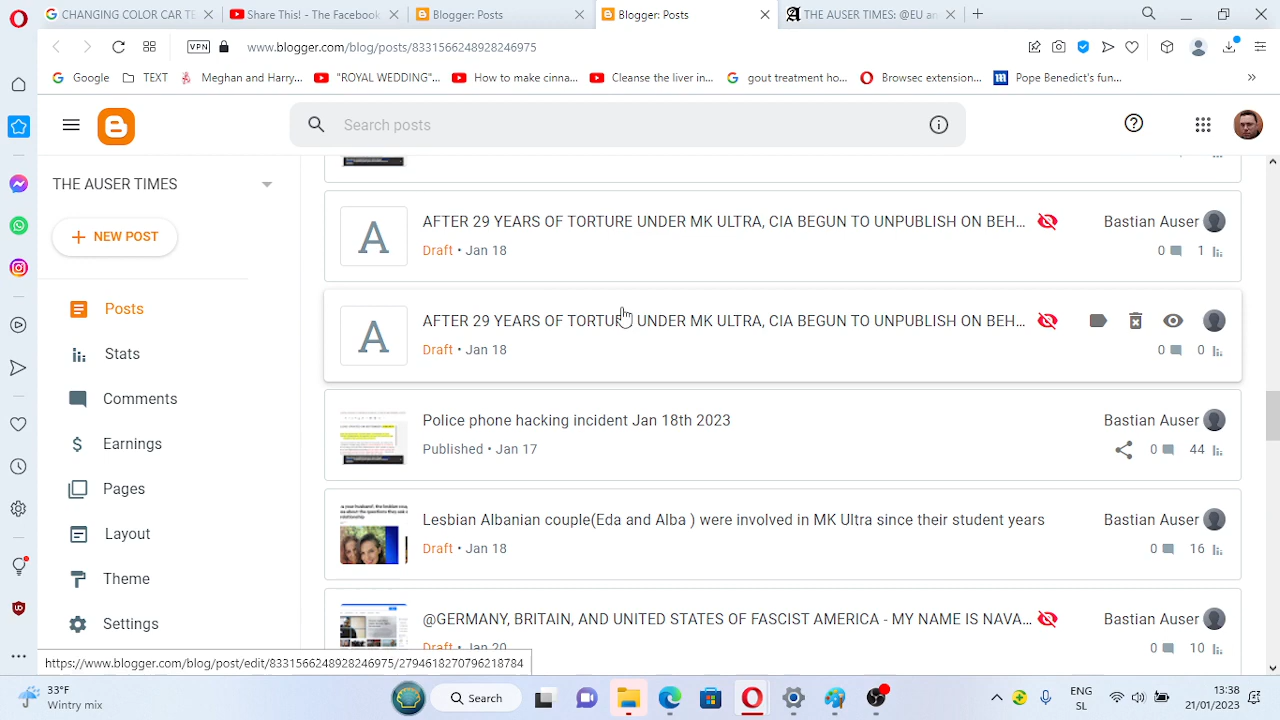 CHANGE AUTHOR CARTE
Share This! - The Facebook
Blogger: Posts
Blogger: Posts
THE AUSER TIMES: @EU an
VPN
www.blogger.com/blog/posts/8331566248928246975
Google
TEXT
Meghan and Harry...
"ROYAL WEDDING"...
How to make cinna...
Cleanse the liver in...
gout treatment ho...
Browsec extension...
Pope Benedict's fun...
»
Search posts
THE AUSER TIMES
NEW POST
Posts
Stats
Comments
Earnings
Pages
Layout
Theme
Settings
A
AFTER 29 YEARS OF TORTURE UNDER MK ULTRA, CIA BEGUN TO UNPUBLISH ON BEH...
Bastian Auser
Draft • Jan 18
0 1
A
AFTER 29 YEARS OF TORTURE UNDER MK ULTRA, CIA BEGUN TO UNPUBLISH ON BEH...
Draft • Jan 18
0 0
Police phone hacking incident Jan 18th 2023
Bastian Auser
Published • Jan 17
0 44
Lesbian Albanian couple(Eda and Alba ) were involved in MK Ultra since their student years
Bastian Auser
Draft • Jan 18
0 16
@GERMANY, BRITAIN, AND UNITED STATES OF FASCIST AMERICA - MY NAME IS NAVA...
Bastian Auser
Draft • Jan 20
0 10
https://www.blogger.com/blog/post/edit/8331566248928246975/2794618270796218784
33°F
Wintry mix
Search
ENG
SL
13:38
21/01/2023